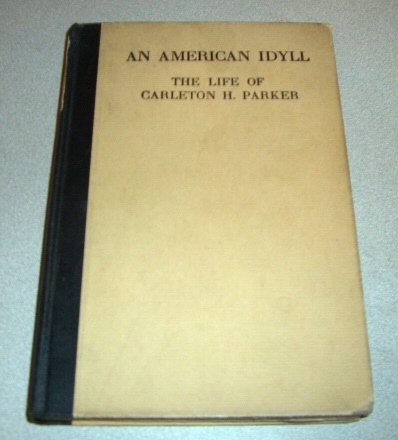 AN AMERICAN IDYLL
THE LIFE OF
CARLETON H. PARKER